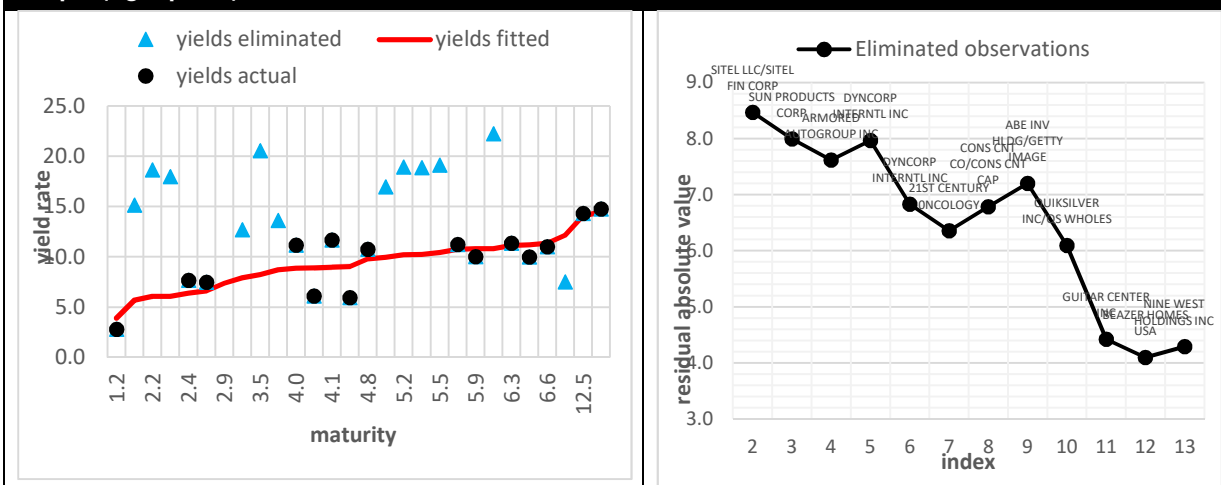 yields eliminated
yields fitted
yields actual
25.0
20.0
15.0
10.0
5.0
0.0
yield rate
1.2
2.2
2.4
2.9
3.5
4.0
4.1
4.8
5.2
5.5
5.9
6.3
6.6
12.5
maturity
Eliminated observations
9.0
8.0
7.0
6.0
5.0
4.0
3.0
residual absolute value
SITEL LLC/SITEL
FIN CORP
SUN PRODUCTS
CORP
ARMORED
AUTOGROUP INC
DYNCORP
INTERNTL INC
DYNCORP
INTERNTL INC
21ST CENTURY
ONCOLOGY
CONS CNT
CO/CONS CNT
CAP
ABE INV
HLDG/GETTY
IMAGE
QUIKSILVER
INC/QS WHOLES
GUITAR CENTER
INC
BEAZER HOMES
USA
NINE WEST
HOLDINGS INC
2 3 4 5 6 7 8 9 10 11 12 13
index